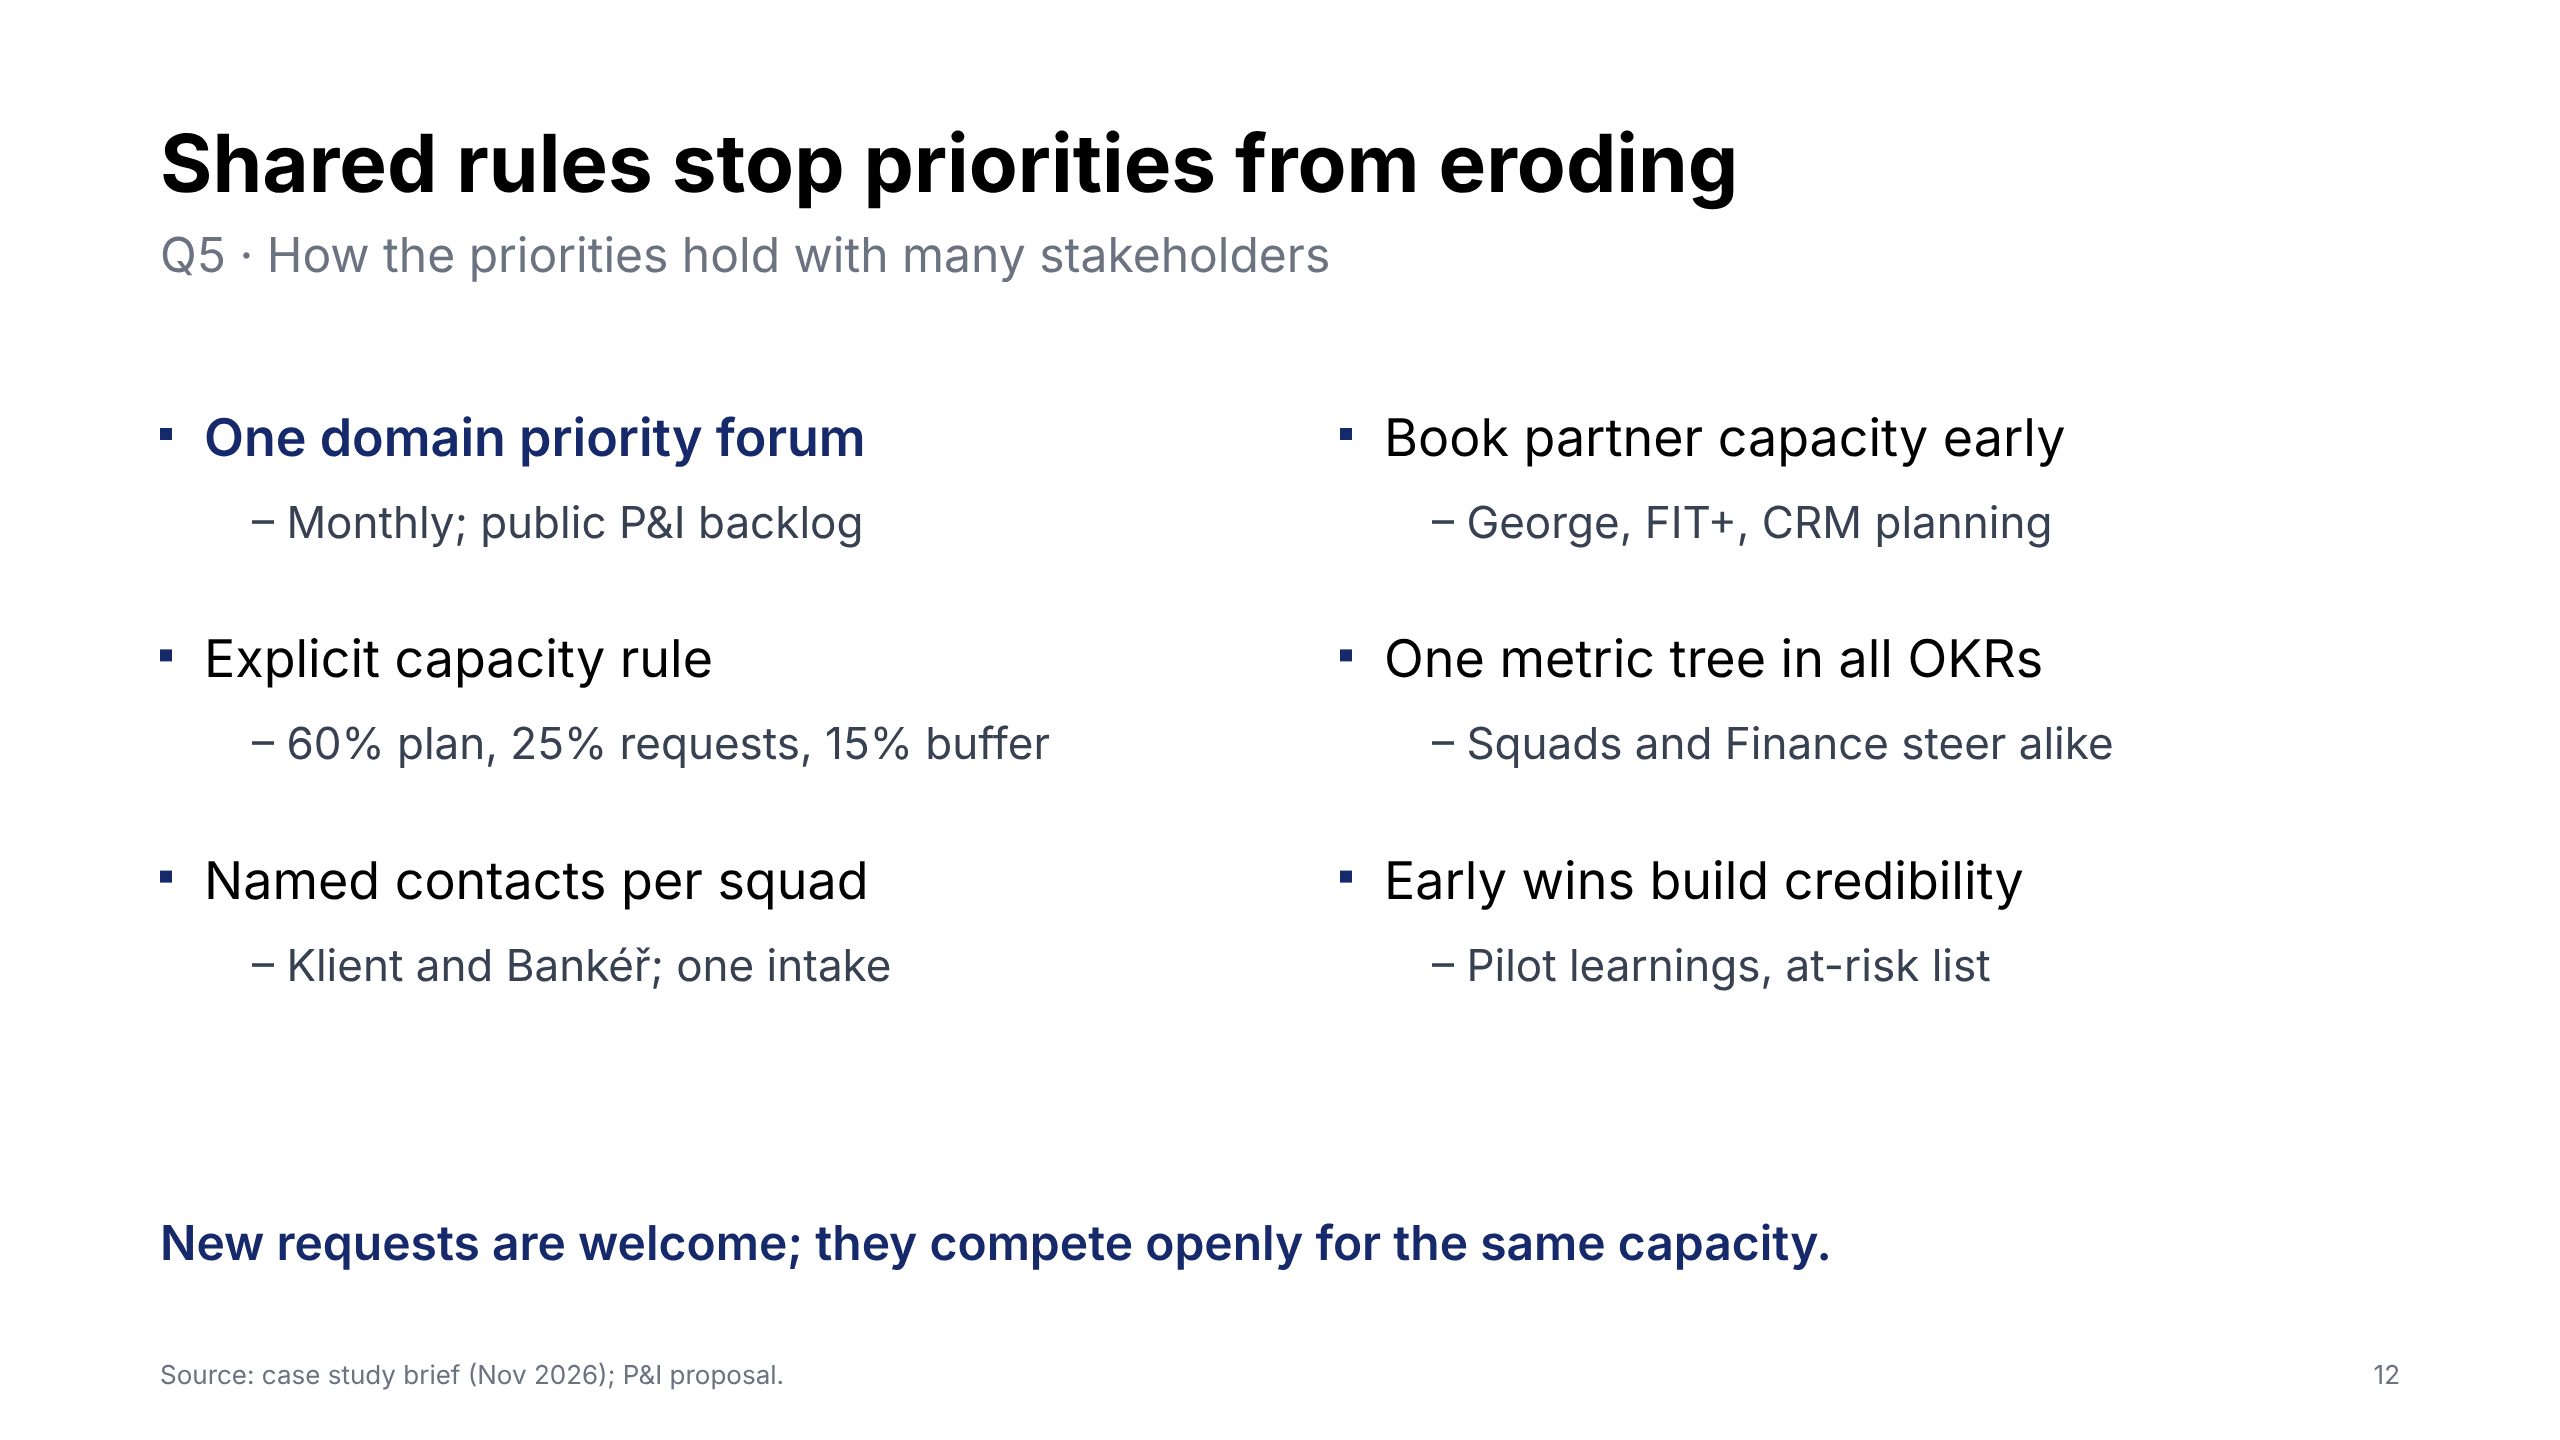 Shared rules stop priorities from eroding
Q5 · How the priorities hold with many stakeholders
▪ One domain priority forum
– Monthly; public P&I backlog
▪ Explicit capacity rule
– 60% plan, 25% requests, 15% buffer
▪ Named contacts per squad
– Klient and Bankéř; one intake
▪ Book partner capacity early
– George, FIT+, CRM planning
▪ One metric tree in all OKRs
– Squads and Finance steer alike
▪ Early wins build credibility
– Pilot learnings, at-risk list
New requests are welcome; they compete openly for the same capacity.
Source: case study brief (Nov 2026); P&I proposal.
12